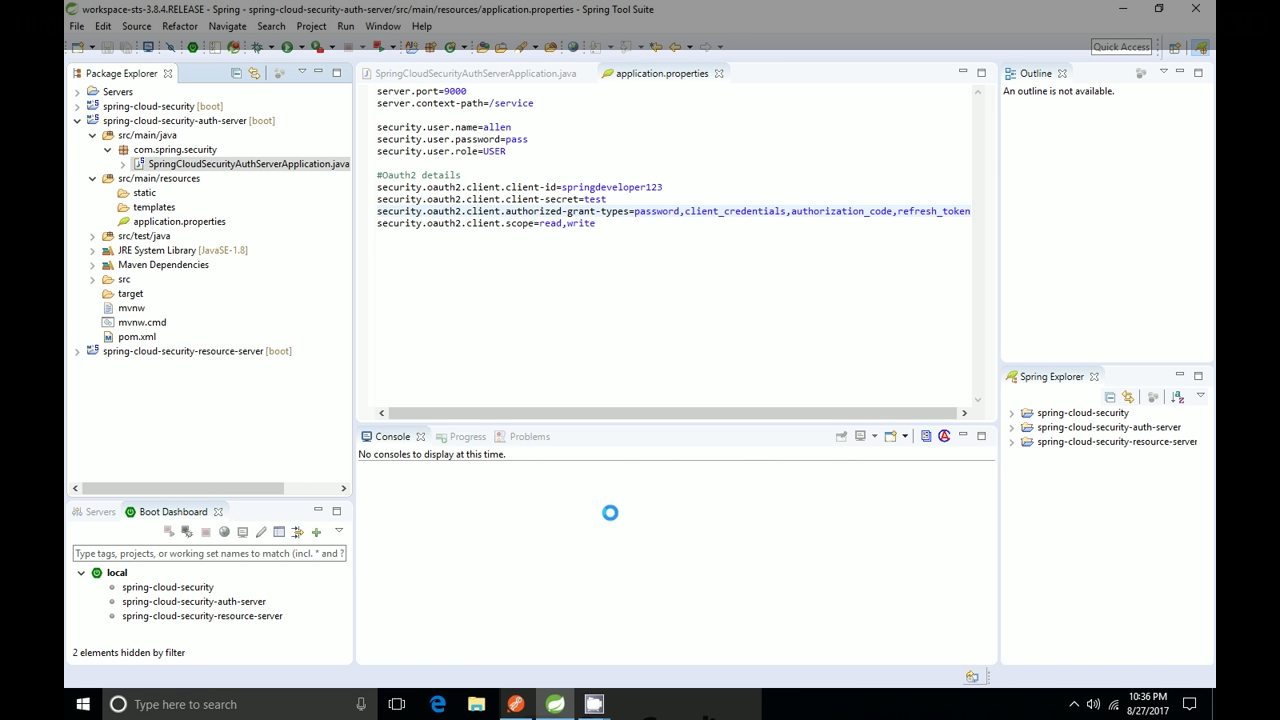 workspace-sts-3.8.4.RELEASE - Spring - spring-cloud-security-auth-server/src/main/resources/application.properties - Spring Tool Suite
File Edit Source Refactor Navigate Search Project Run Window Help
Quick Access
Package Explorer
Servers
spring-cloud-security [boot]
spring-cloud-security-auth-server [boot]
src/main/java
com.spring.security
SpringCloudSecurityAuthServerApplication.java
src/main/resources
static
templates
application.properties
src/test/java
JRE System Library [JavaSE-1.8]
Maven Dependencies
src
target
mvnw
mvnw.cmd
pom.xml
spring-cloud-security-resource-server [boot]
SpringCloudSecurityAuthServerApplication.java application.properties
server.port=9000
server.context-path=/service
security.user.name=allen
security.user.password=pass
security.user.role=USER
#Oauth2 details
security.oauth2.client.client-id=springdeveloper123
security.oauth2.client.client-secret=test
security.oauth2.client.authorized-grant-types=password,client_credentials,authorization_code,refresh_token
security.oauth2.client.scope=read,write
Outline
An outline is not available.
Spring Explorer
spring-cloud-security
spring-cloud-security-auth-server
spring-cloud-security-resource-server
Console Progress Problems
No consoles to display at this time.
Servers Boot Dashboard
Type tags, projects, or working set names to match (incl. * and ?
local
spring-cloud-security
spring-cloud-security-auth-server
spring-cloud-security-resource-server
2 elements hidden by filter
Type here to search
10:36 PM
8/27/2017